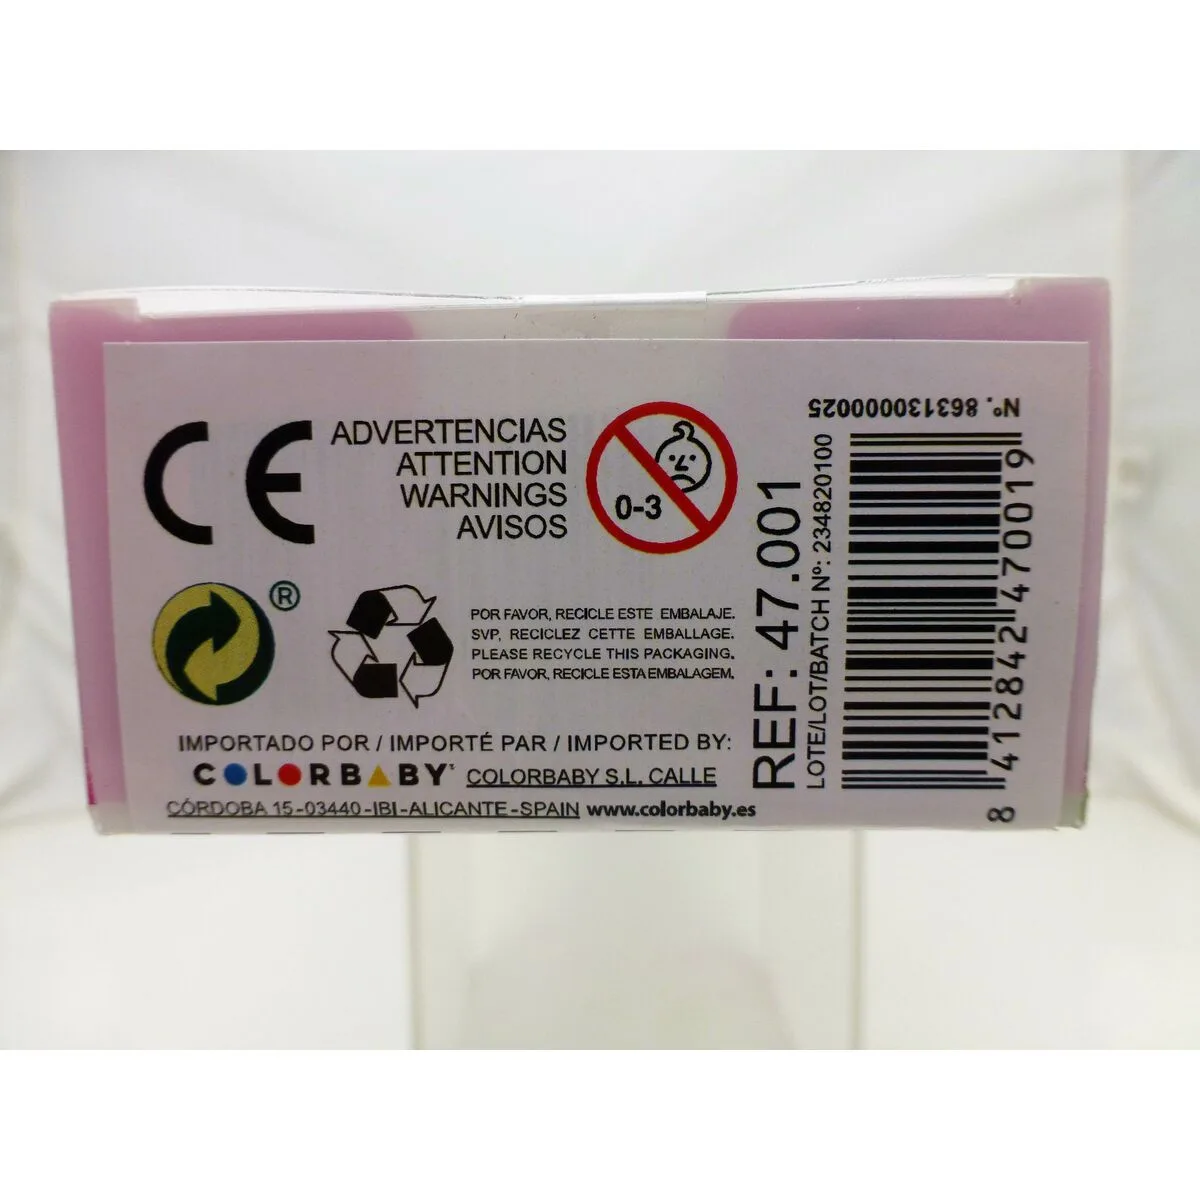 CE
ADVERTENCIAS
ATTENTION
WARNINGS
AVISOS
0-3
®
POR FAVOR, RECICLE ESTE EMBALAJE.
SVP, RECICLEZ CETTE EMBALLAGE.
PLEASE RECYCLE THIS PACKAGING.
POR FAVOR, RECICLE ESTA EMBALAGEM.
IMPORTADO POR / IMPORTÉ PAR / IMPORTED BY:
COLORBABY COLORBABY S.L. CALLE
CÓRDOBA 15-03440-IBI-ALICANTE-SPAIN www.colorbaby.es
REF: 47.001
LOTE/LOT/BATCH Nº: 234820100
Nº. 863130000025
8 412842 470019